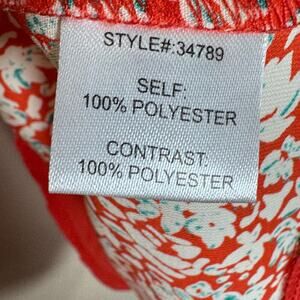 STYLE#:34789
SELF:
100% POLYESTER
CONTRAST:
100% POLYESTER